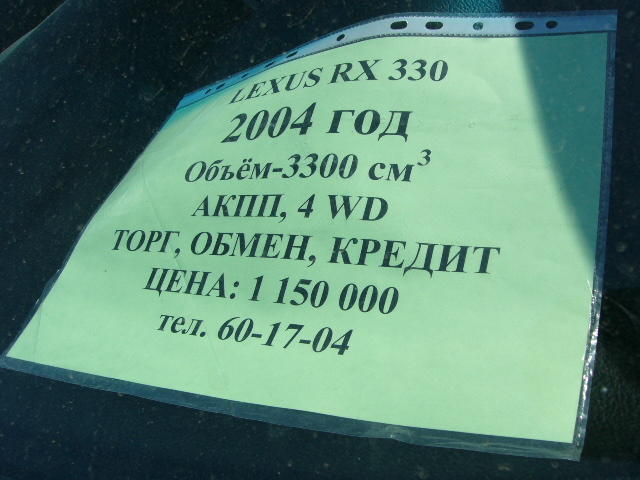 LEXUS RX 330
2004 ГОД
Объём-3300 см³
АКПП, 4 WD
ТОРГ, ОБМЕН, КРЕДИТ
ЦЕНА: 1 150 000
тел. 60-17-04